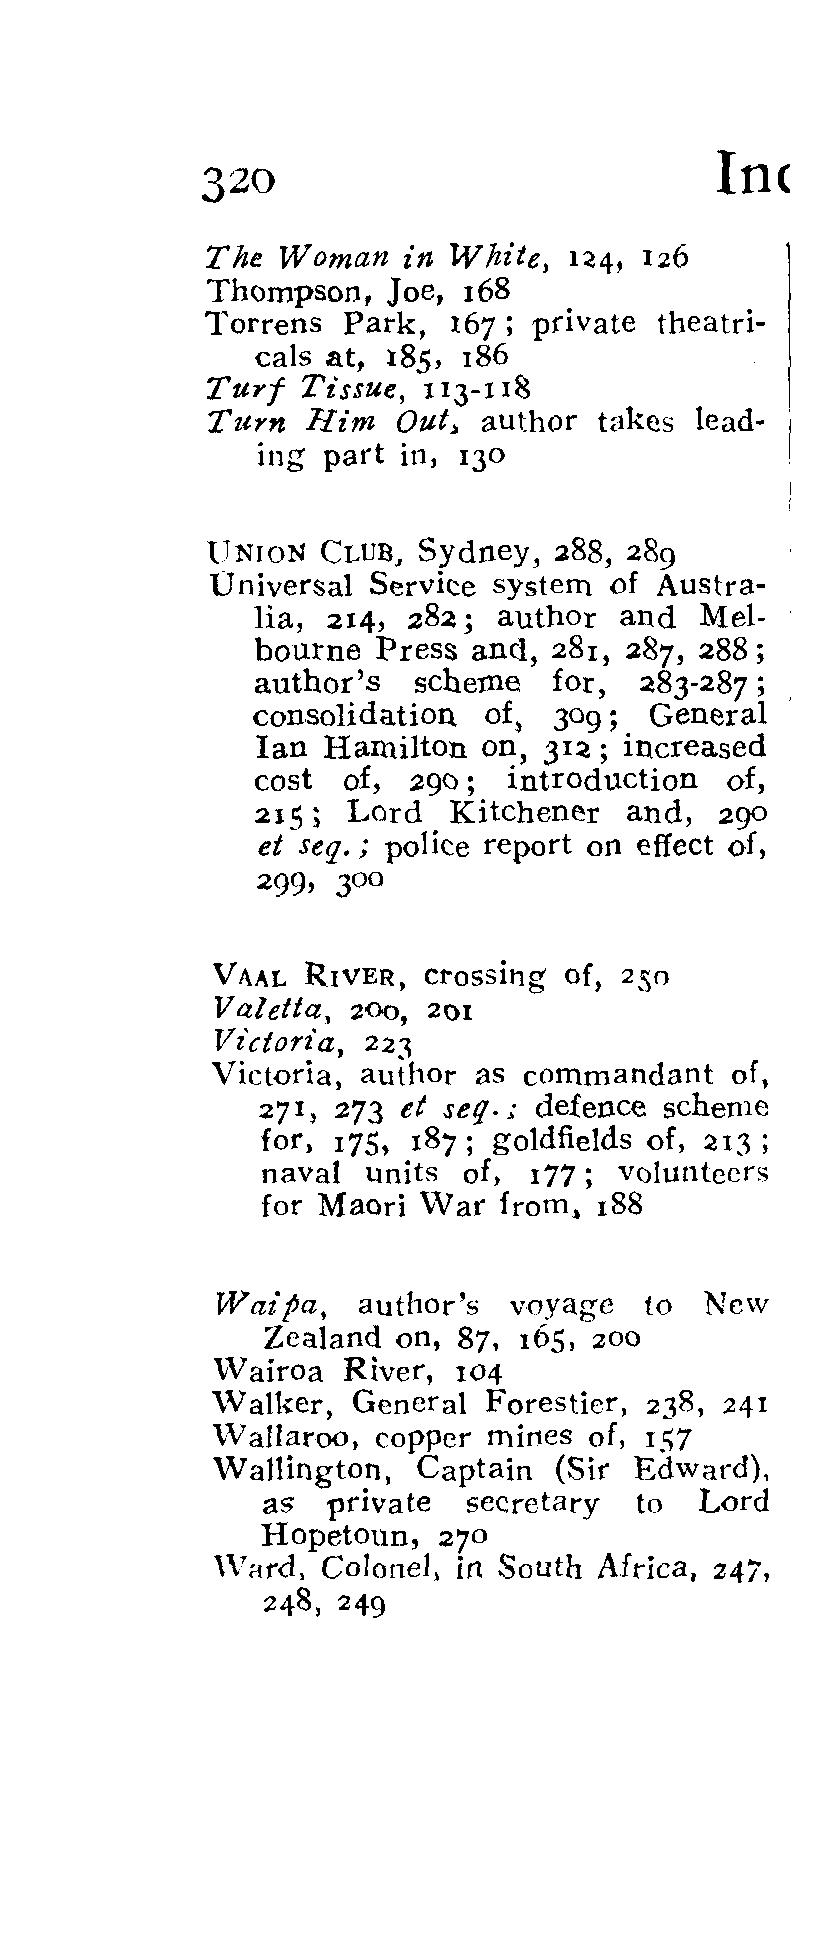 320
The Woman in White, 124, 126
Thompson, Joe, 168
Torrens Park, 167; private theatri-
cals at, 185, 186
Turf Tissue, 113-118
Turn Him Out, author takes lead-
ing part in, 130
UNION CLUB, Sydney, 288, 289
Universal Service system of Austra-
lia, 214, 282; author and Mel-
bourne Press and, 281, 287, 288;
author's scheme for, 283-287;
consolidation of, 309; General
Ian Hamilton on, 312; increased
cost of, 290; introduction of,
215; Lord Kitchener and, 290
et seq.; police report on effect of,
299, 300
VAAL RIVER, crossing of, 250
Valetta, 200, 201
Victoria, 223
Victoria, author as commandant of,
271, 273 et seq.; defence scheme
for, 175, 187; goldfields of, 213;
naval units of, 177; volunteers
for Maori War from, 188
Waipa, author's voyage to New
Zealand on, 87, 165, 200
Wairoa River, 104
Walker, General Forestier, 238, 241
Wallaroo, copper mines of, 157
Wallington, Captain (Sir Edward),
as private secretary to Lord
Hopetoun, 270
Ward, Colonel, in South Africa, 247,
248, 249